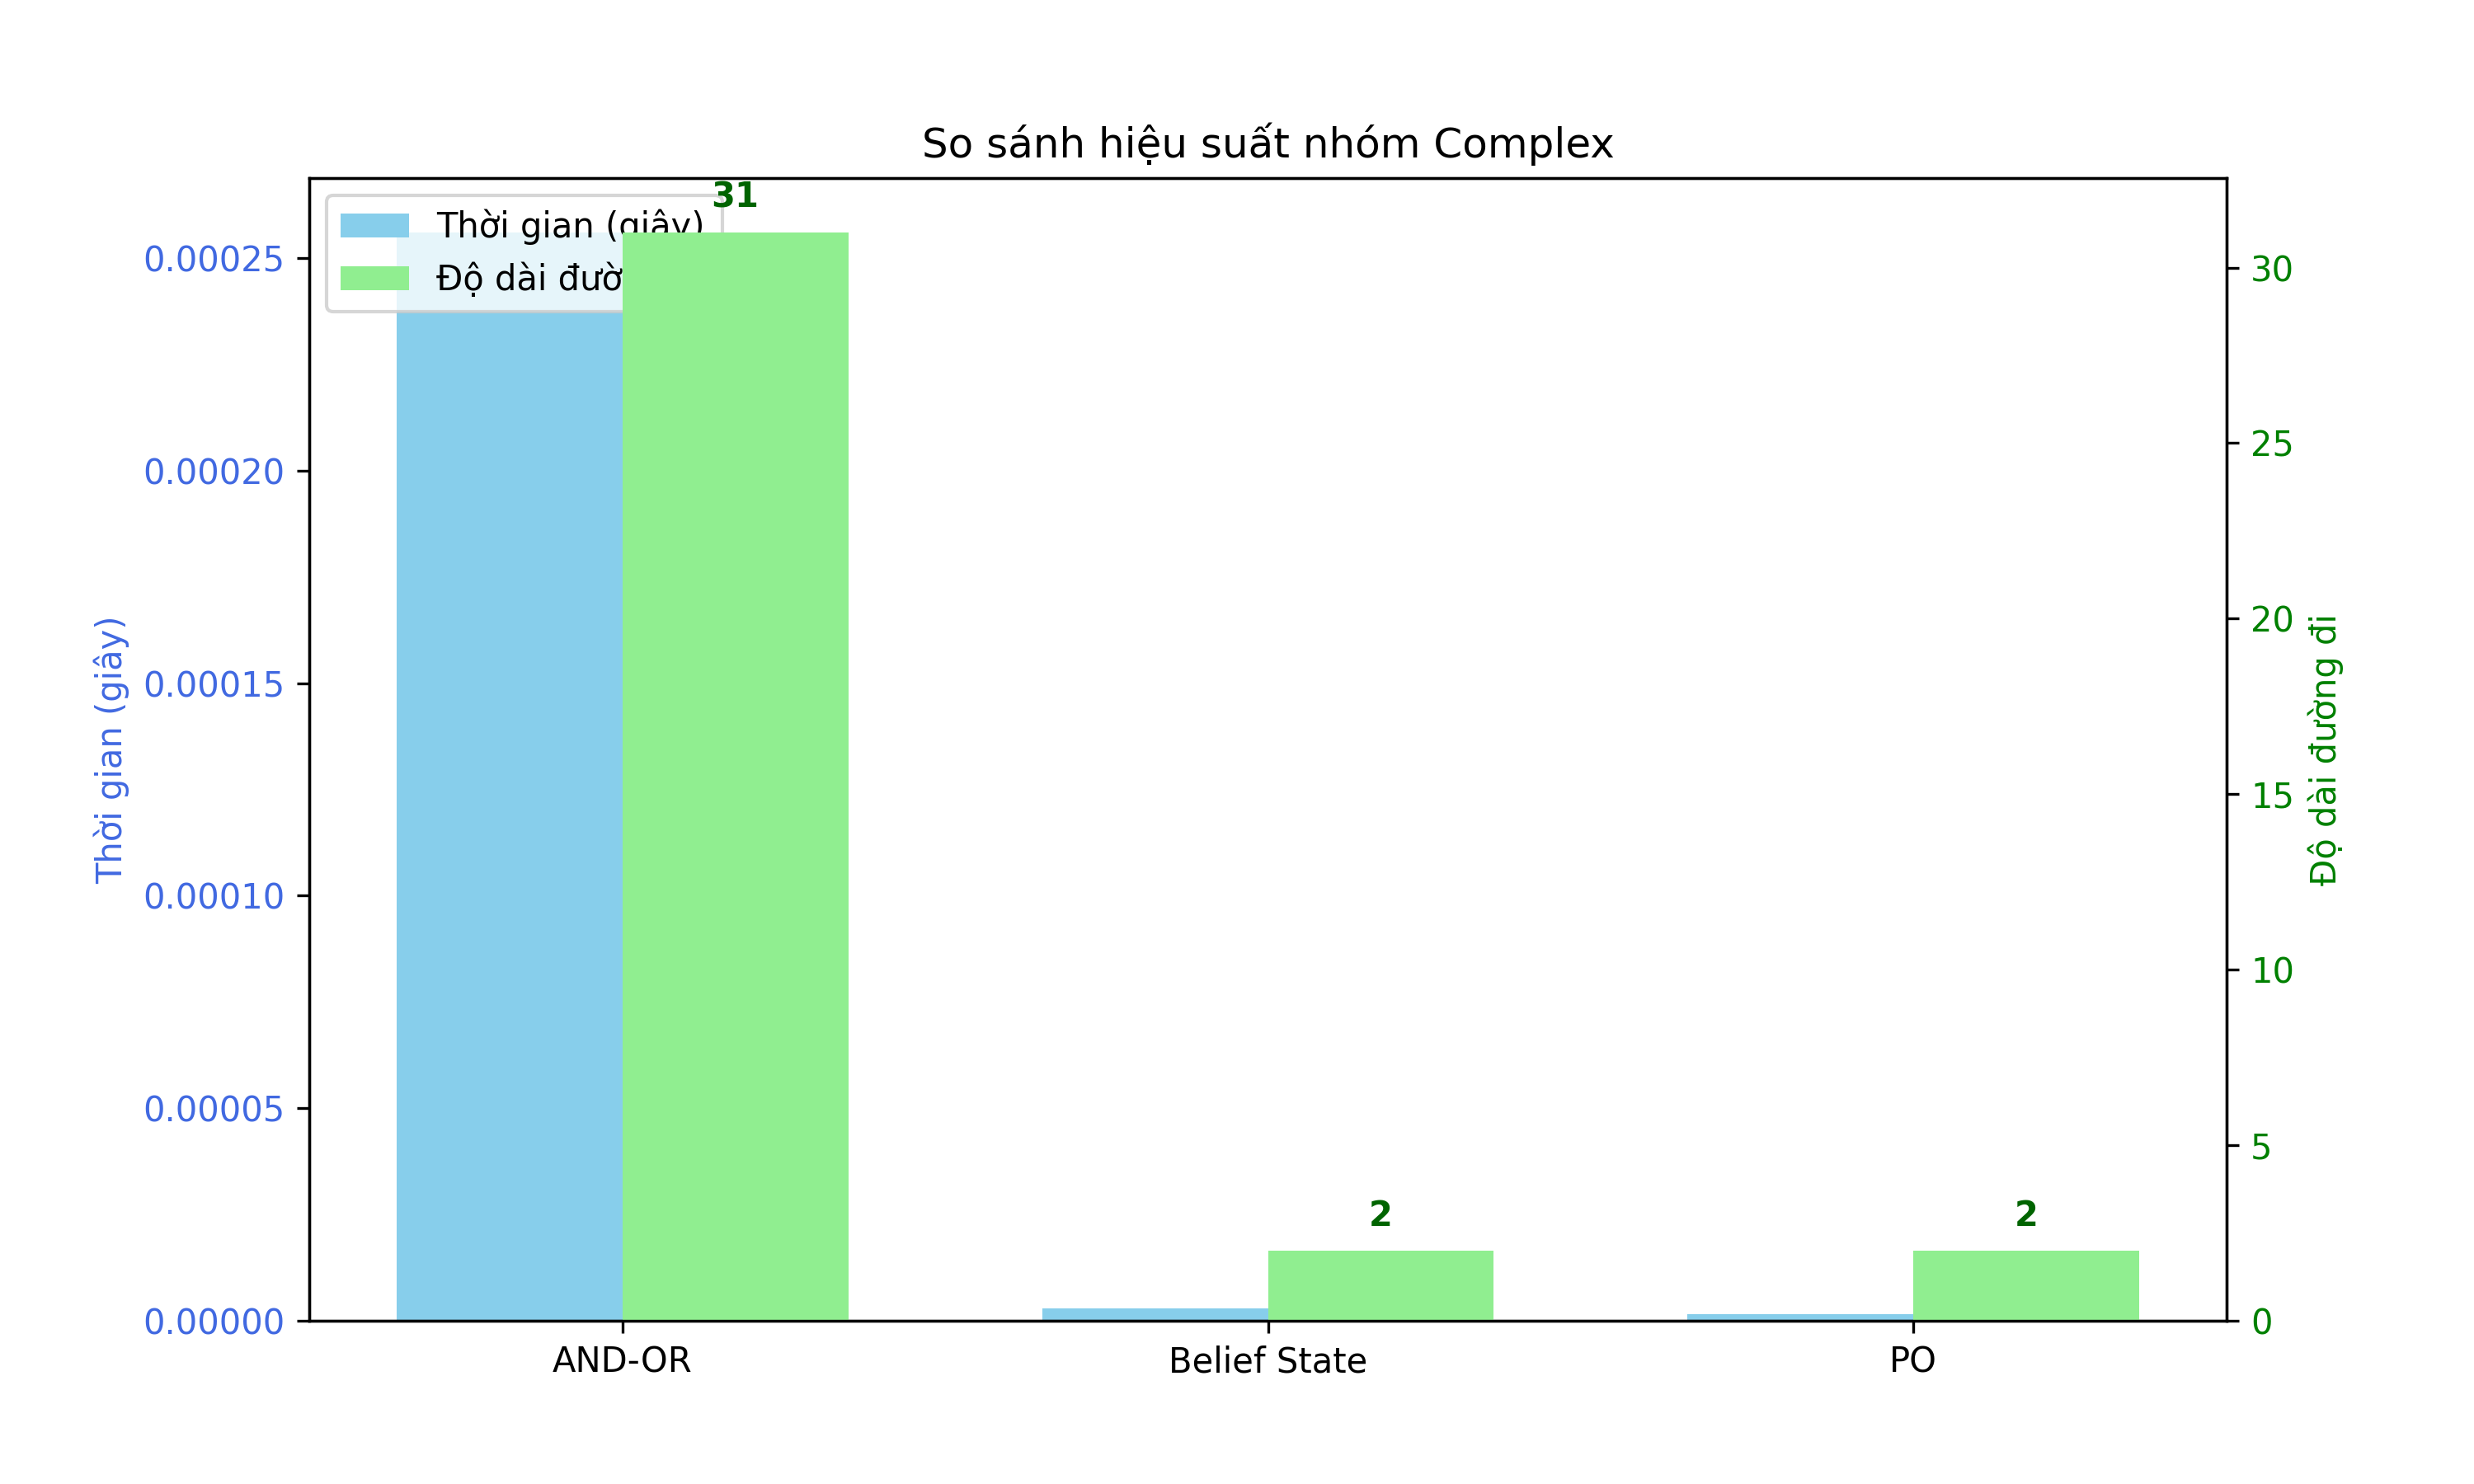 So sánh hiệu suất nhóm Complex
31
Thời gian (giây)
Độ dài
0.00025
0.00020
0.00015
0.00010
0.00005
0.00000
Thời gian (giây)
30
25
20
15
10
5
0
Độ dài đường đi
2
2
AND-OR
Belief State
PO